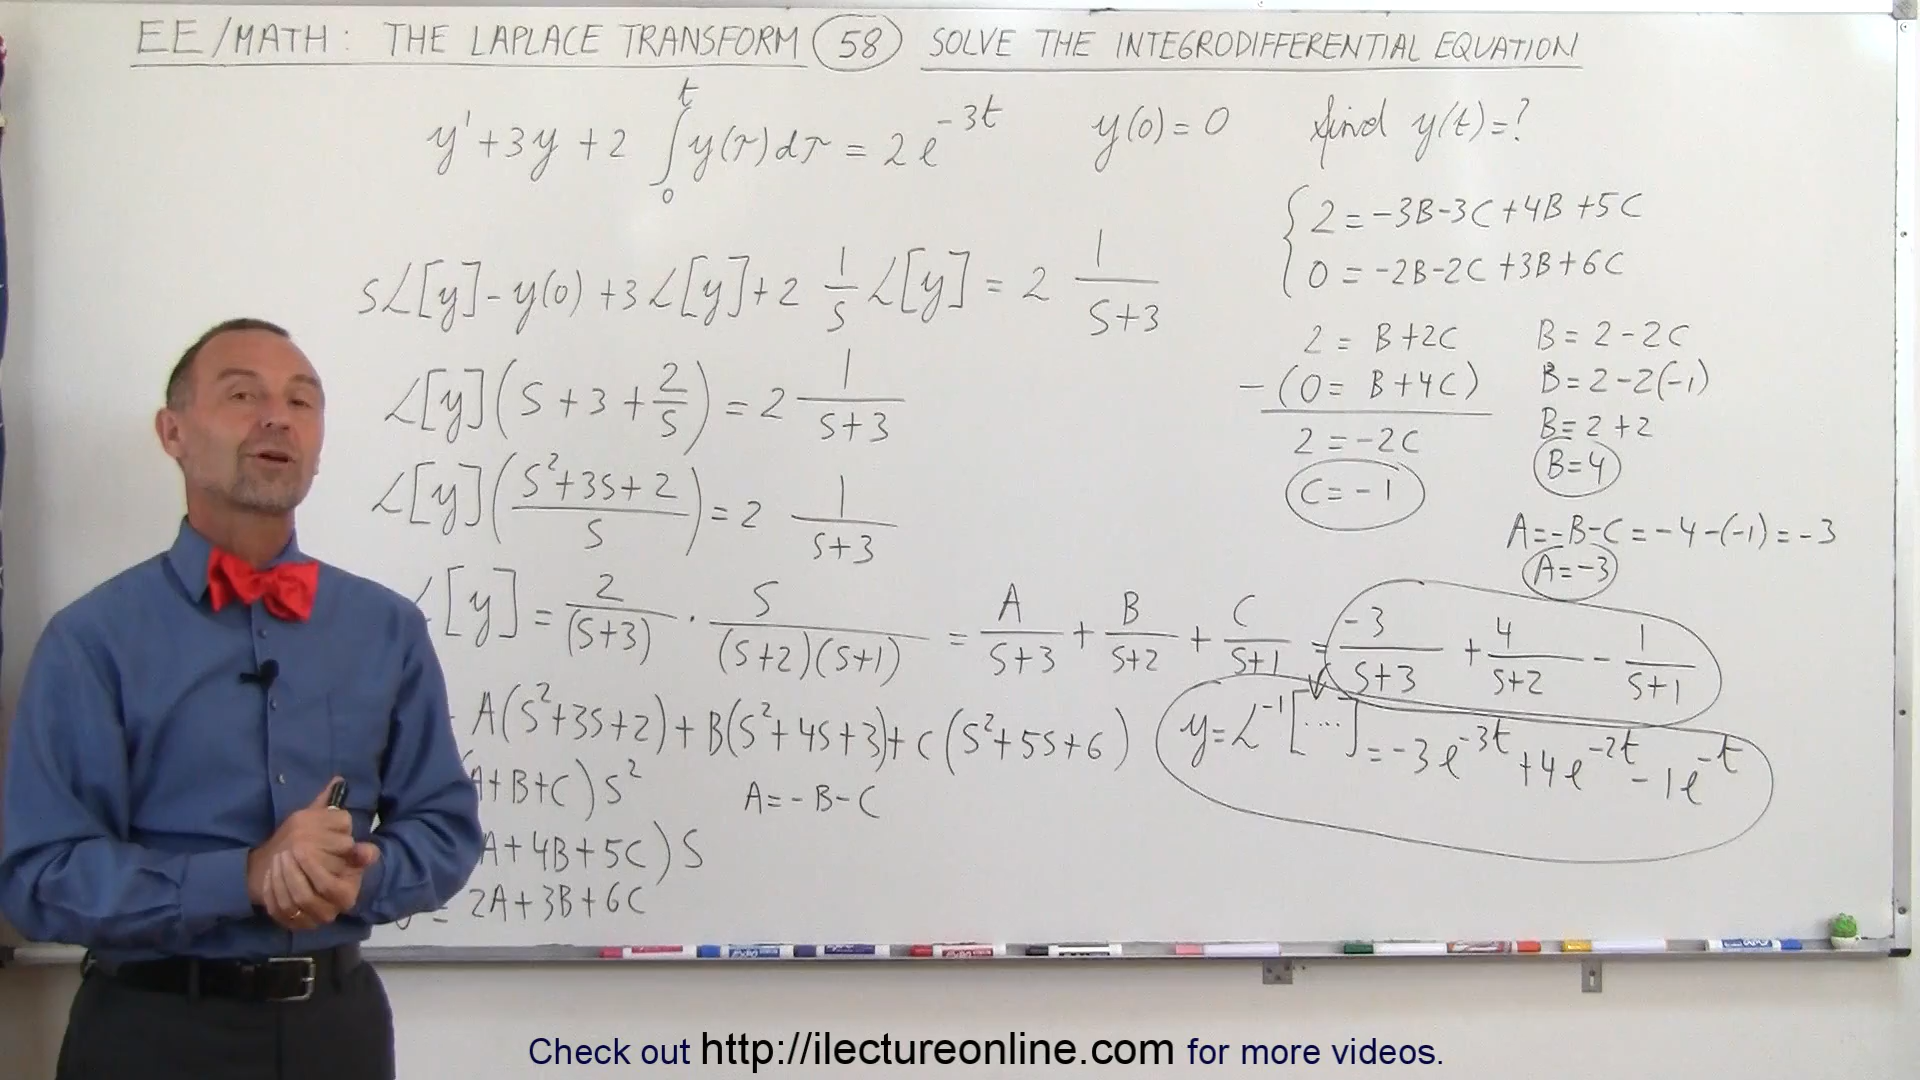 EE/MATH: THE LAPLACE TRANSFORM 58 SOLVE THE INTEGRODIFFERENTIAL EQUATION
y' + 3y + 2 ∫₀ᵗ y(τ)dτ = 2e^{-3t} y(0) = 0 find y(t)=?
{ 2 = -3B-3C+4B+5C
0 = -2B-2C+3B+6C
sℒ[y] - y(0) + 3ℒ[y] + 2 1/s ℒ[y] = 2 1/(s+3)
2 = B+2C B = 2-2C
-(0 = B+4C) B = 2-2(-1)
2 = -2C B = 2+2
C = -1 B = 4
ℒ[y](s + 3 + 2/s) = 2 1/(s+3)
ℒ[y]((s²+3s+2)/s) = 2 1/(s+3)
A = -B-C = -4-(-1) = -3
A = -3
[y] = 2/(s+3) · s/((s+2)(s+1)) = A/(s+3) + B/(s+2) + C/(s+1) = -3/(s+3) + 4/(s+2) - 1/(s+1)
A(s²+3s+2) + B(s²+4s+3) + C(s²+5s+6)
y = ℒ⁻¹[....] = -3e^{-3t} + 4e^{-2t} - 1e^{-t}
A+B+C)s² A = -B-C
A+4B+5C)s
= 2A+3B+6C
Check out http://ilectureonline.com for more videos.